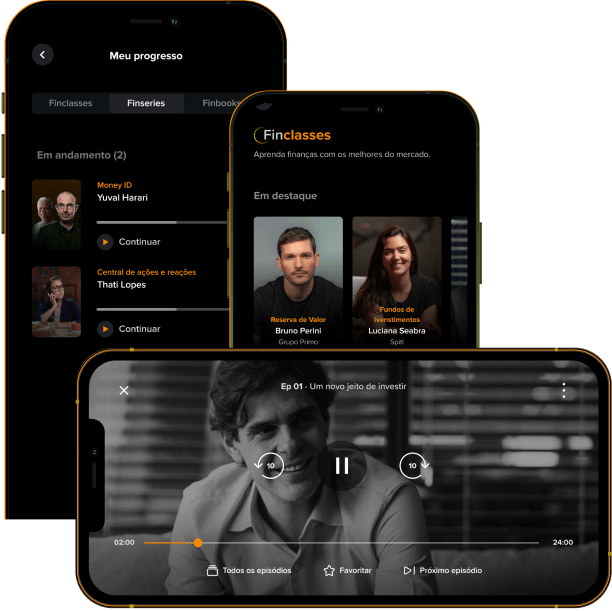 Meu progresso
Finclasses
Finseries
Finbooks
Em andamento (2)
Money ID
Yuval Harari
Continuar
Central de ações e reações
Thati Lopes
Continuar
Finclasses
Aprenda finanças com os melhores do mercado.
Em destaque
Reserva de Valor
Bruno Perini
Grupo Primo
Fundos de
Ivenstimentos
Luciana Seabra
Spiti
Ep 01 - Um novo jeito de investir
10
10
02:00
24:00
Todos os episódios
Favoritar
Próximo episódio